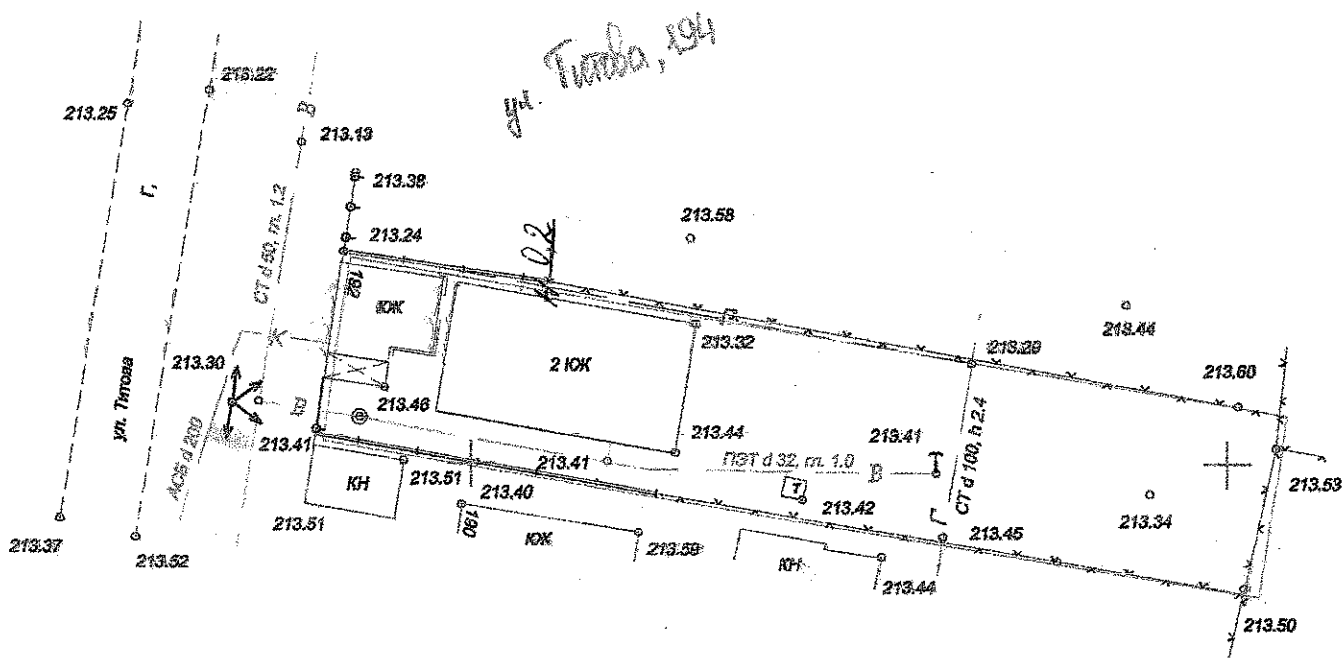 ул. Титова, 194
213.22
213.25
В
213.13
Г,
213.38
СТ d 50, гл. 1.2
213.58
213.24
0.2
192
КЖ
213.44
Г
213.32
213.29
К
213.30
2 КЖ
213.60
ул. Титова
213.46
В
АСБ d 200
213.44
213.41
213.41
213.41
ПЭТ d 32, гл. 1.0
В
СТ d 100, h 2.4
213.51
213.53
КН
213.40
Т
213.42
213.34
213.51
190
Г
213.45
КЖ
213.59
213.37
213.52
КН
213.44
213.50